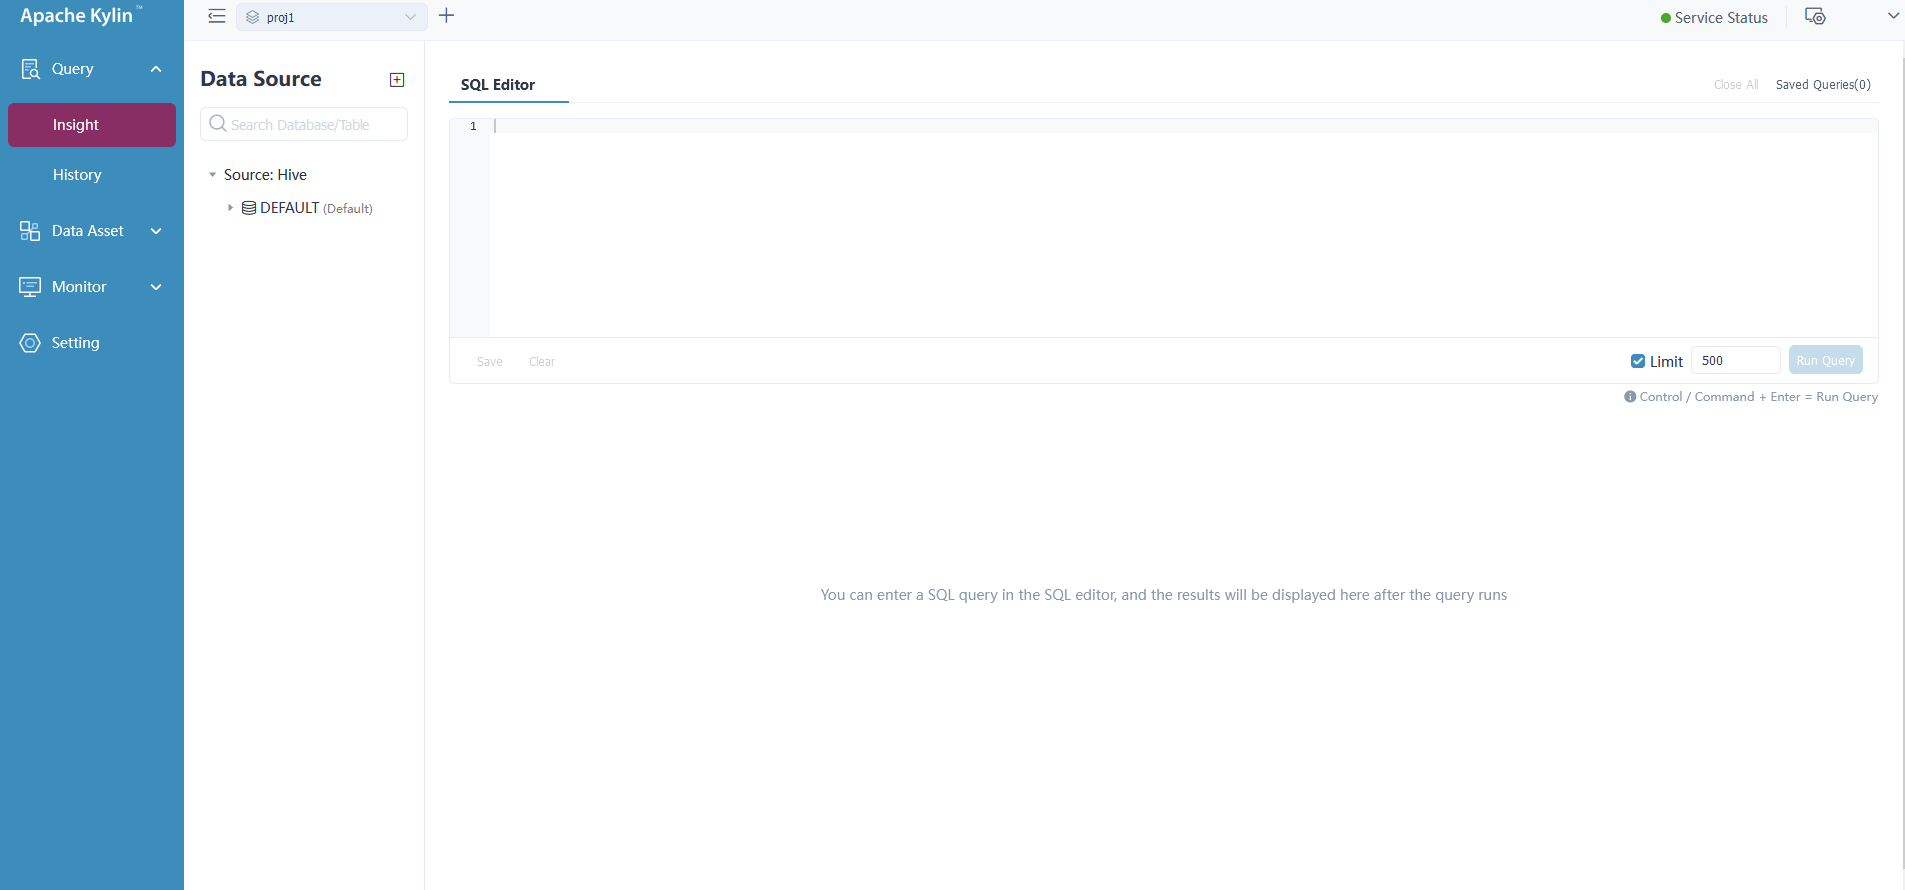 Apache Kylin™
Query
Insight
History
Data Asset
Monitor
Setting
proj1
Service Status
Data Source
Search Database/Table
Source: Hive
DEFAULT (Default)
SQL Editor
Close All Saved Queries(0)
1
Save Clear
Limit 500 Run Query
Control / Command + Enter = Run Query
You can enter a SQL query in the SQL editor, and the results will be displayed here after the query runs